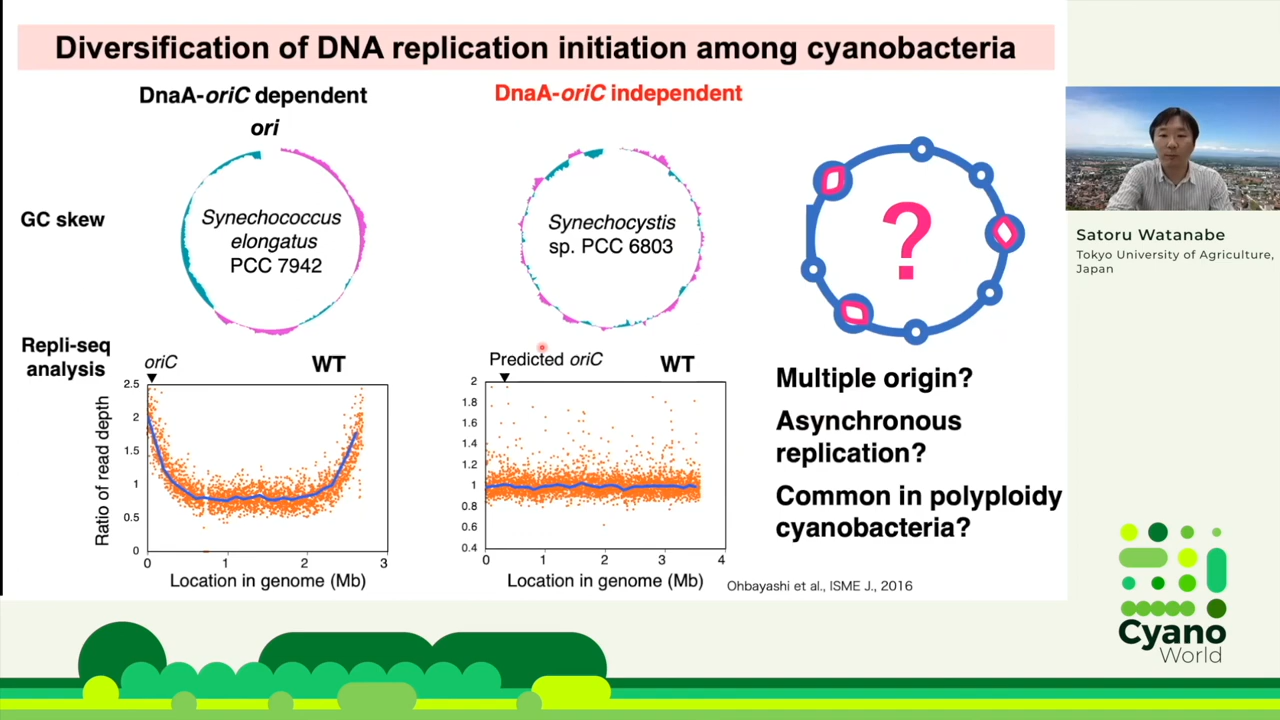 Diversification of DNA replication initiation among cyanobacteria
DnaA-oriC dependent
ori
DnaA-oriC independent
GC skew
Synechococcus
elongatus
PCC 7942
Synechocystis
sp. PCC 6803
?
Repli-seq
analysis
oriC
WT
2.5
2
1.5
1
0.5
0
Ratio of read depth
0
1
2
3
Location in genome (Mb)
Predicted oriC
WT
2
1.8
1.6
1.4
1.2
1
0.8
0.6
0.4
0
1
2
3
4
Location in genome (Mb)
Multiple origin?
Asynchronous
replication?
Common in polyploidy
cyanobacteria?
Ohbayashi et al., ISME J., 2016
Satoru Watanabe
Tokyo University of Agriculture,
Japan
Cyano
World